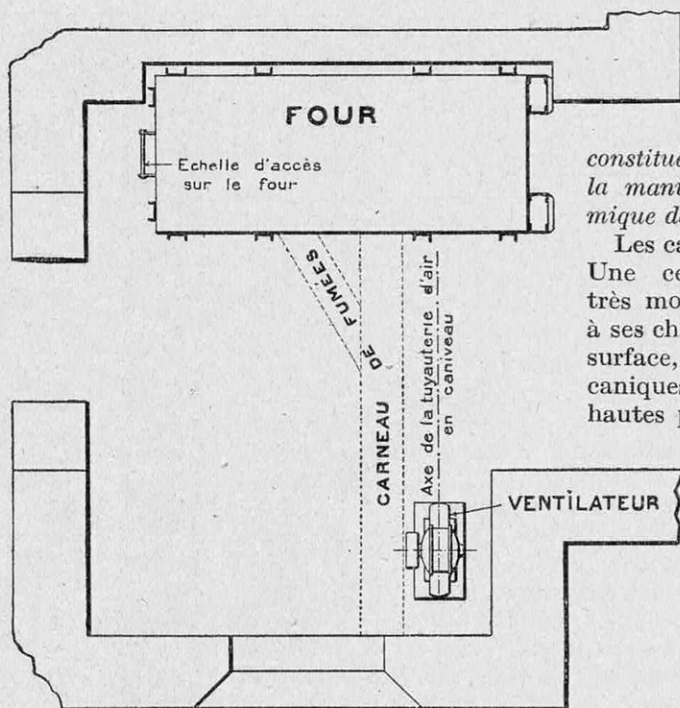 FOUR
Echelle d'accès
sur le four
CARNEAU DE FUMÉES
Axe de la tuyauterie d'air
en caniveau
VENTILATEUR
constitue
la mani
mique d
Les ca
Une ce
très mo
à ses ch
surface,
caniques
hautes p